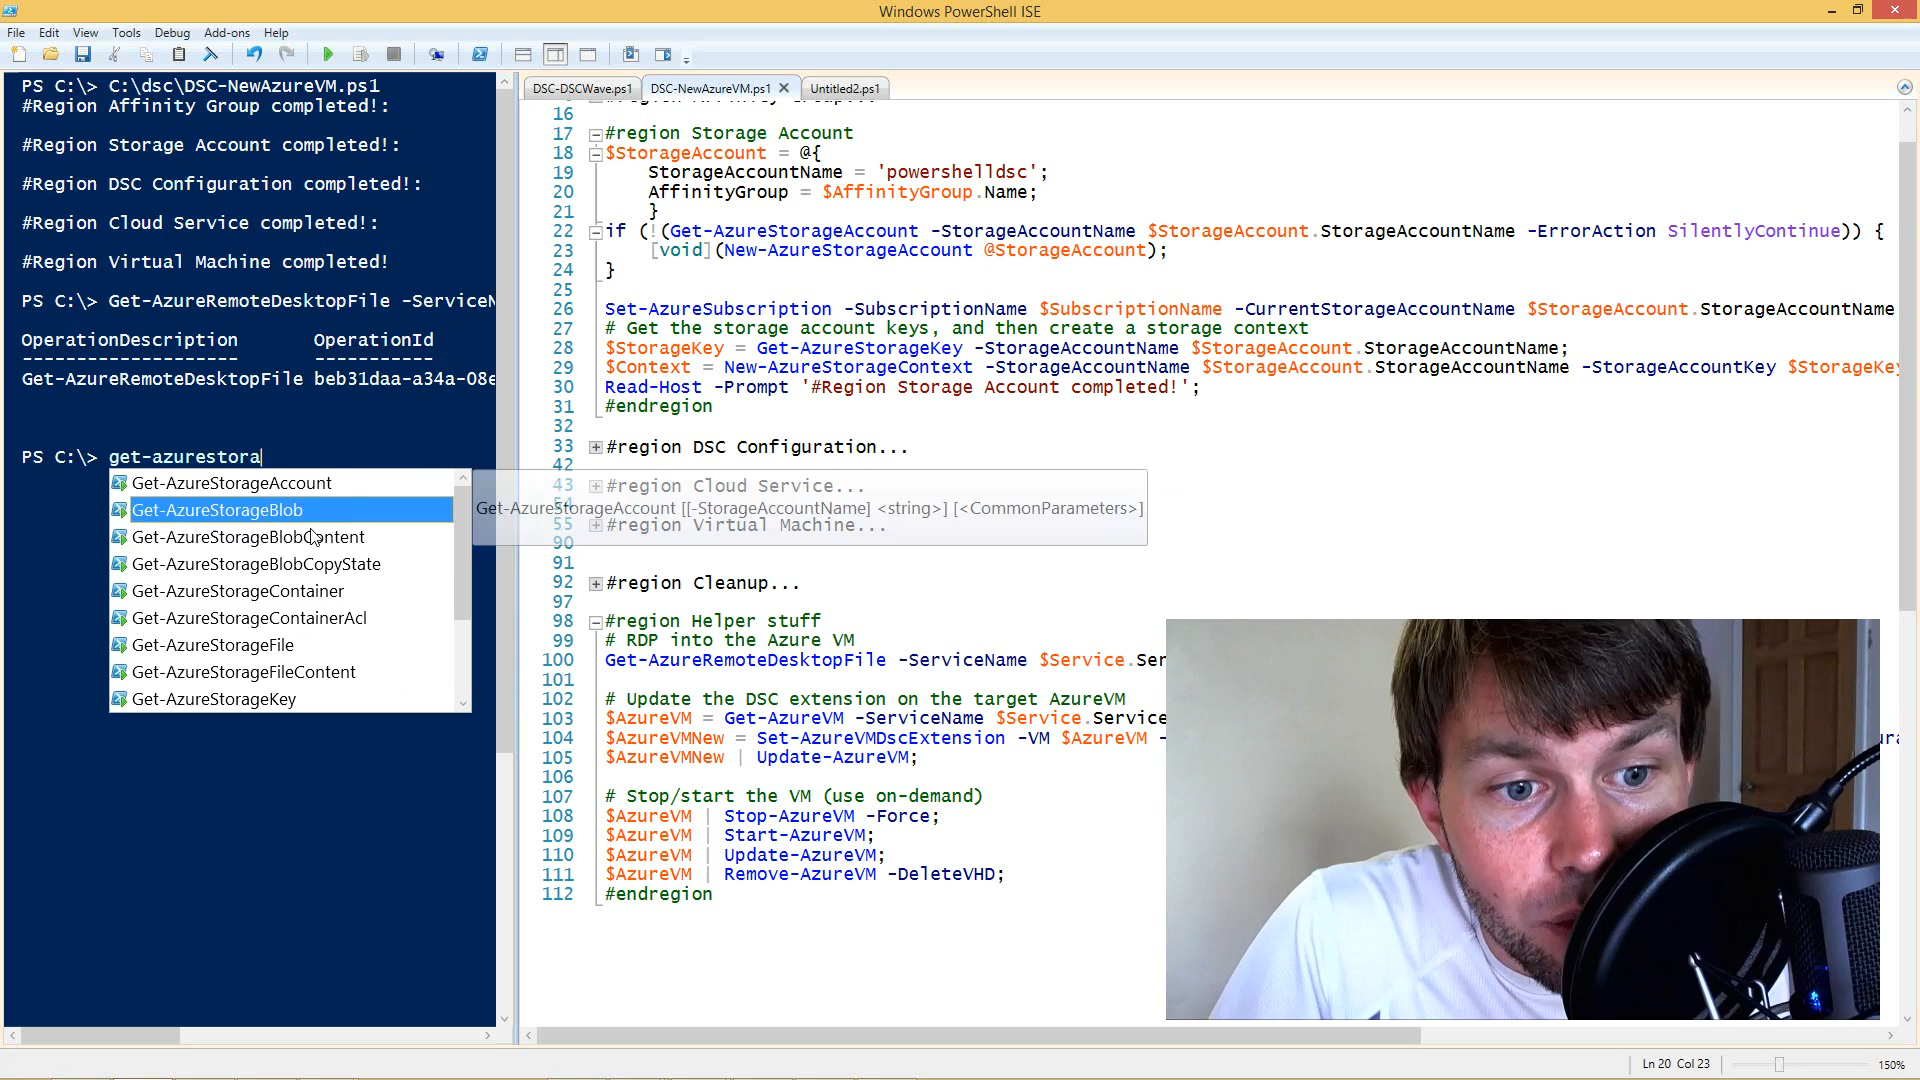 Windows PowerShell ISE
File Edit View Tools Debug Add-ons Help
PS C:\> C:\dsc\DSC-NewAzureVM.ps1
#Region Affinity Group completed!:
#Region Storage Account completed!:
#Region DSC Configuration completed!:
#Region Cloud Service completed!:
#Region Virtual Machine completed!
PS C:\> Get-AzureRemoteDesktopFile -ServiceN
OperationDescription OperationId
-------------------- -----------
Get-AzureRemoteDesktopFile beb31daa-a34a-08e
PS C:\> get-azurestora
Get-AzureStorageAccount
Get-AzureStorageBlob
Get-AzureStorageBlobContent
Get-AzureStorageBlobCopyState
Get-AzureStorageContainer
Get-AzureStorageContainerAcl
Get-AzureStorageFile
Get-AzureStorageFileContent
Get-AzureStorageKey
Get-AzureStorageAccount [[-StorageAccountName] <string>] [<CommonParameters>]
DSC-DSCWave.ps1 DSC-NewAzureVM.ps1 Untitled2.ps1
16
17 #region Storage Account
18 $StorageAccount = @{
19 StorageAccountName = 'powershelldsc';
20 AffinityGroup = $AffinityGroup.Name;
21 }
22 if (!(Get-AzureStorageAccount -StorageAccountName $StorageAccount.StorageAccountName -ErrorAction SilentlyContinue)) {
23 [void](New-AzureStorageAccount @StorageAccount);
24 }
25
26 Set-AzureSubscription -SubscriptionName $SubscriptionName -CurrentStorageAccountName $StorageAccount.StorageAccountName
27 # Get the storage account keys, and then create a storage context
28 $StorageKey = Get-AzureStorageKey -StorageAccountName $StorageAccount.StorageAccountName;
29 $Context = New-AzureStorageContext -StorageAccountName $StorageAccount.StorageAccountName -StorageAccountKey $StorageKey
30 Read-Host -Prompt '#Region Storage Account completed!';
31 #endregion
32
33 #region DSC Configuration...
42
43 #region Cloud Service...
54
55 #region Virtual Machine...
90
91
92 #region Cleanup...
97
98 #region Helper stuff
99 # RDP into the Azure VM
100 Get-AzureRemoteDesktopFile -ServiceName $Service.Ser
101
102 # Update the DSC extension on the target AzureVM
103 $AzureVM = Get-AzureVM -ServiceName $Service.Service
104 $AzureVMNew = Set-AzureVMDscExtension -VM $AzureVM -
105 $AzureVMNew | Update-AzureVM;
106
107 # Stop/start the VM (use on-demand)
108 $AzureVM | Stop-AzureVM -Force;
109 $AzureVM | Start-AzureVM;
110 $AzureVM | Update-AzureVM;
111 $AzureVM | Remove-AzureVM -DeleteVHD;
112 #endregion
Ln 20 Col 23 150%